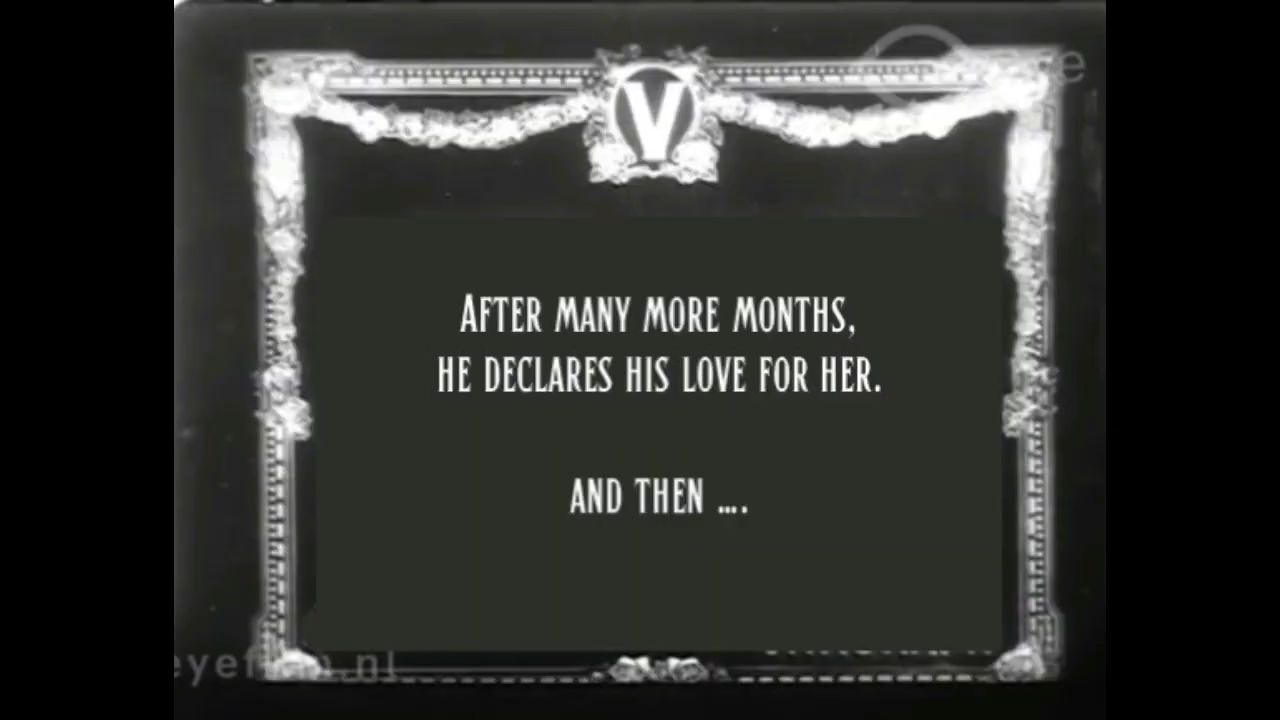 V
e
AFTER MANY MORE MONTHS,
HE DECLARES HIS LOVE FOR HER.
AND THEN ....